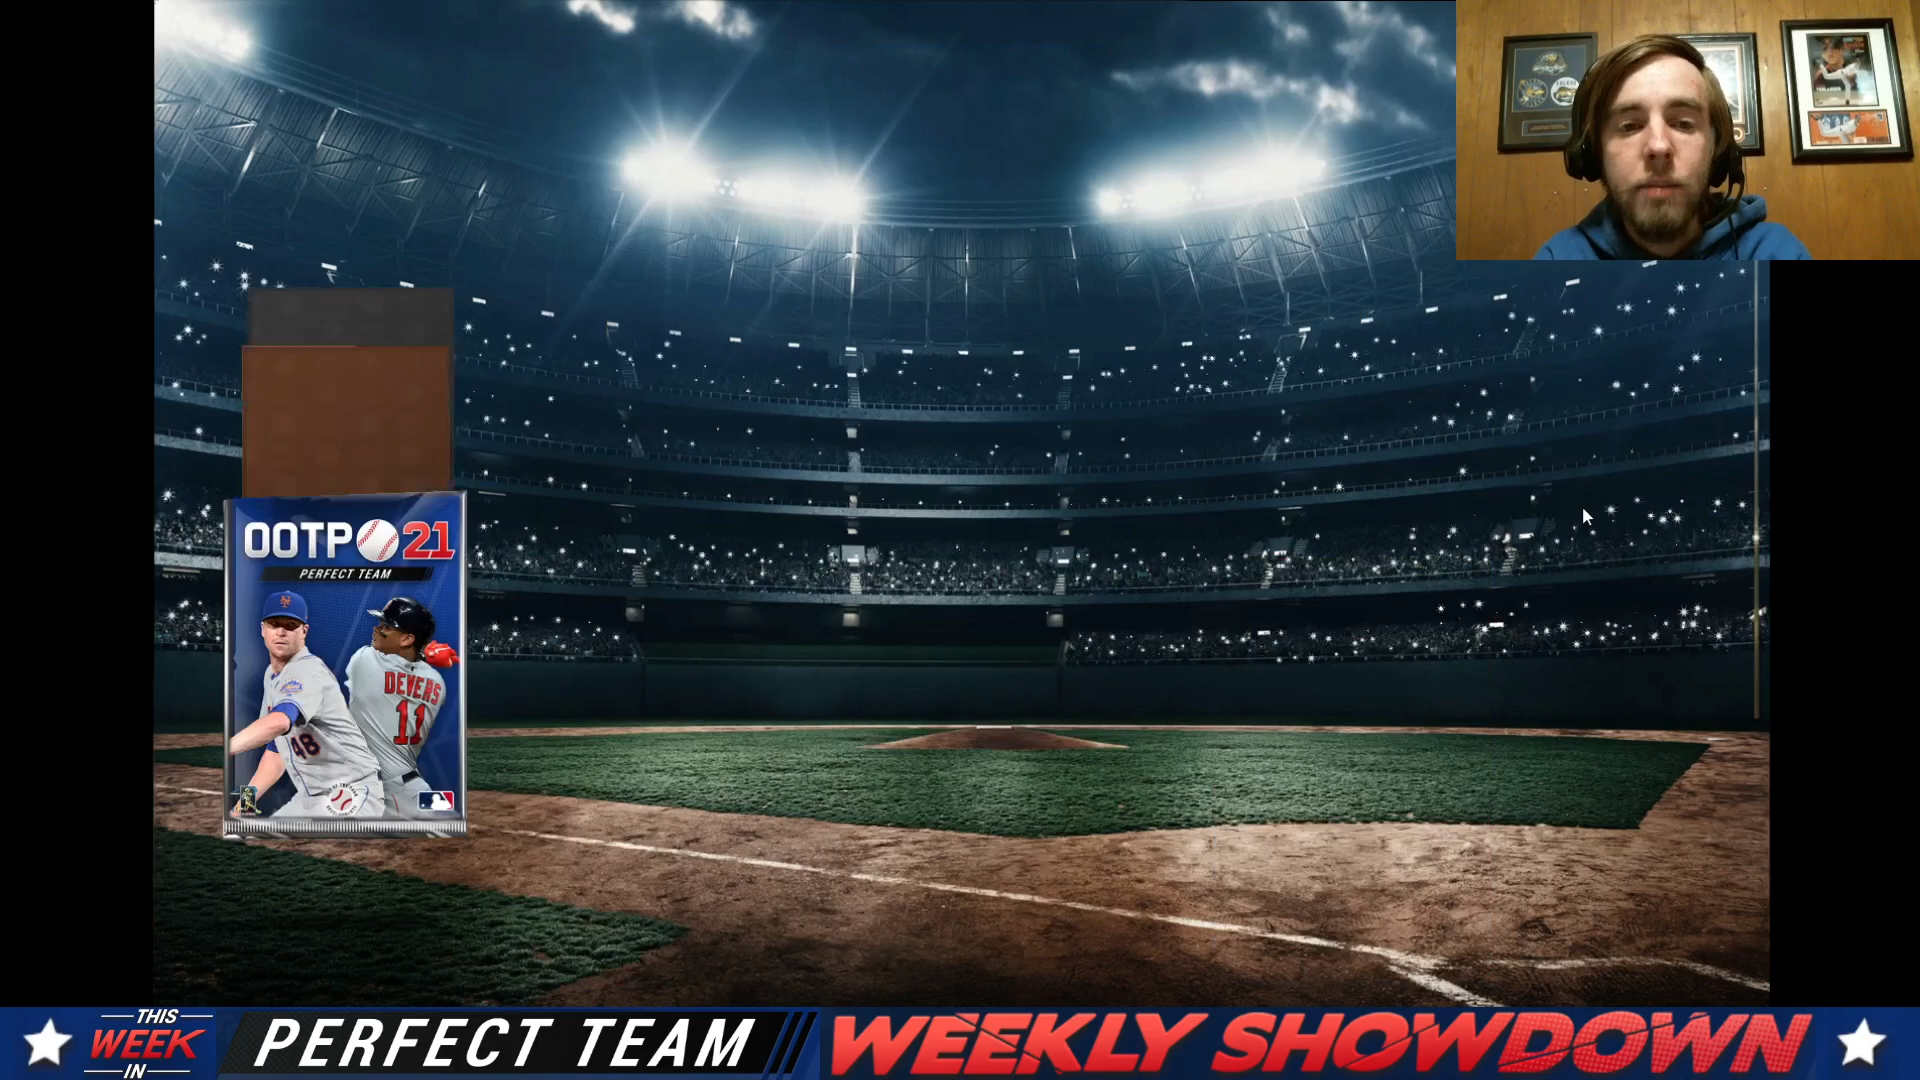 OOTP 21
PERFECT TEAM
DEVERS
11
48
THIS
WEEK
IN
PERFECT TEAM
WEEKLY SHOWDOWN